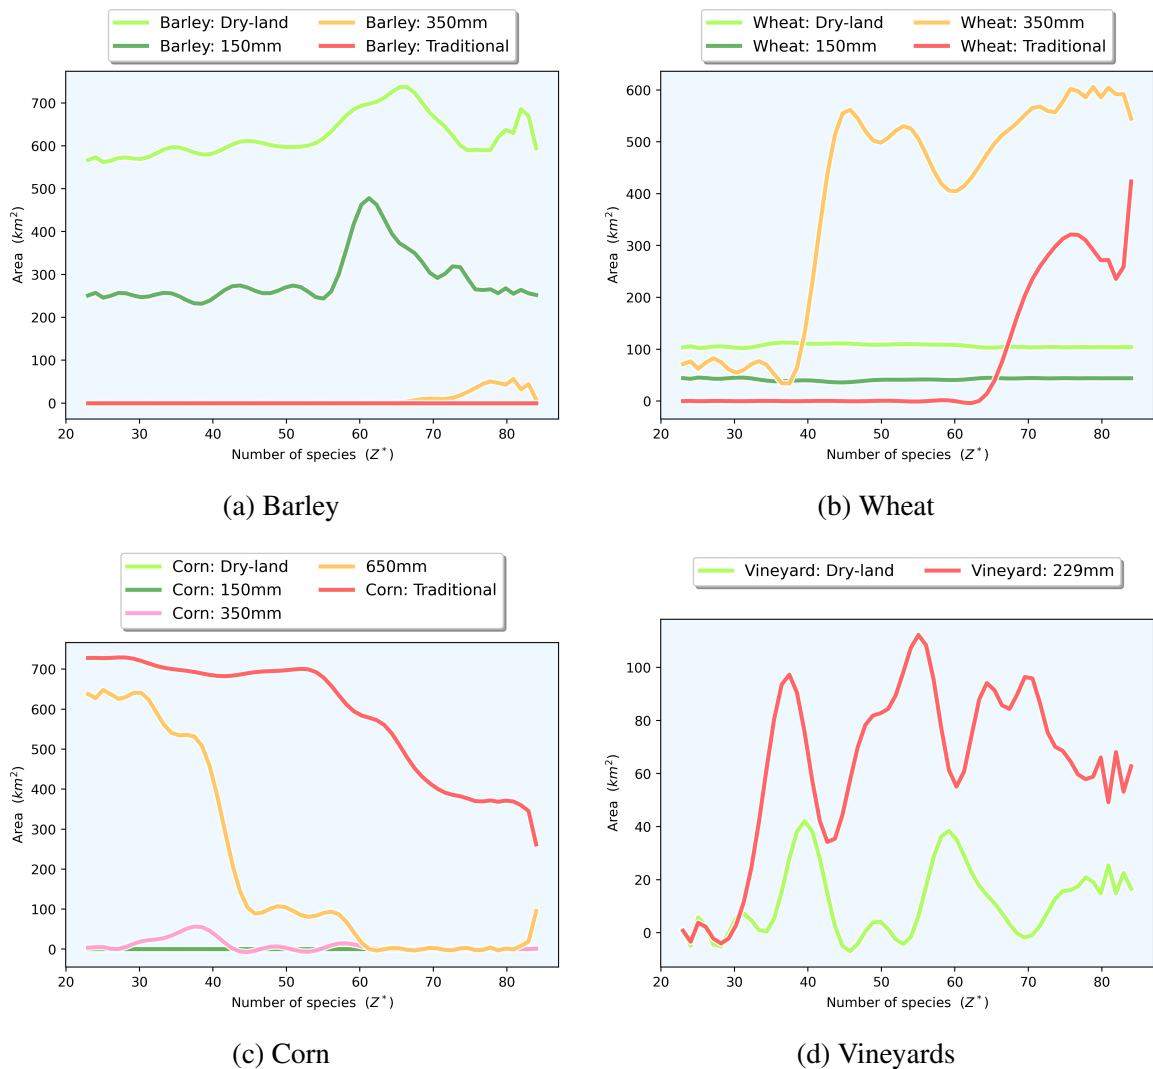 Barley: Dry-land
Barley: 350mm
Barley: 150mm
Barley: Traditional
Area (km²)
700
600
500
400
300
200
100
0
20 30 40 50 60 70 80
Number of species (Z*)
(a) Barley
Wheat: Dry-land
Wheat: 350mm
Wheat: 150mm
Wheat: Traditional
Area (km²)
600
500
400
300
200
100
0
20 30 40 50 60 70 80
Number of species (Z*)
(b) Wheat
Corn: Dry-land
650mm
Corn: 150mm
Corn: Traditional
Corn: 350mm
Area (km²)
700
600
500
400
300
200
100
0
20 30 40 50 60 70 80
Number of species (Z*)
(c) Corn
Vineyard: Dry-land
Vineyard: 229mm
Area (km²)
100
80
60
40
20
0
20 30 40 50 60 70 80
Number of species (Z*)
(d) Vineyards